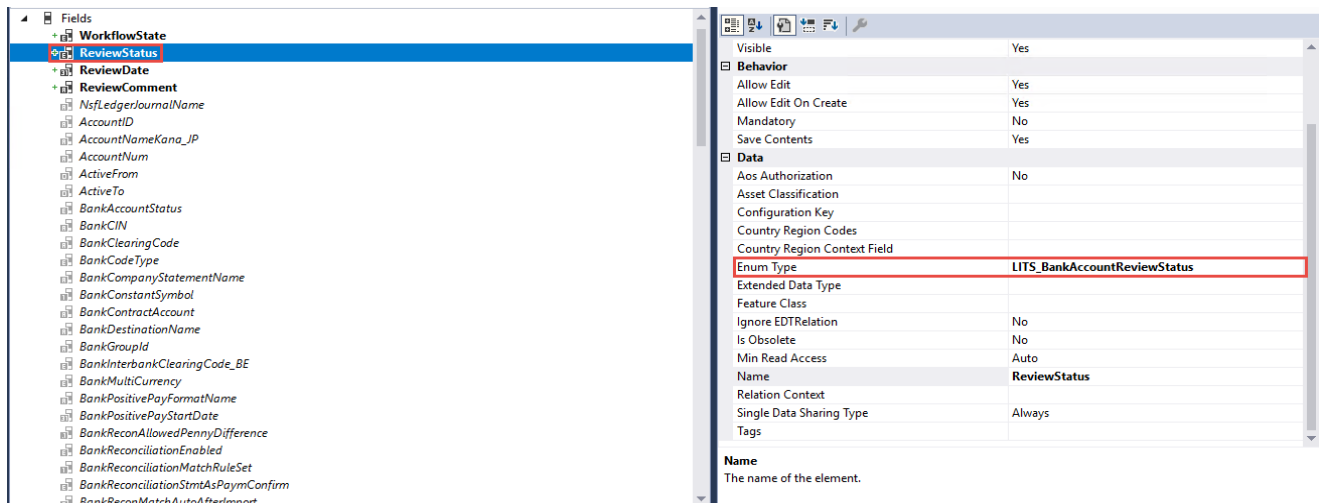 Fields
WorkflowState
ReviewStatus
ReviewDate
ReviewComment
NsfLedgerJournalName
AccountID
AccountNameKana_JP
AccountNum
ActiveFrom
ActiveTo
BankAccountStatus
BankCIN
BankClearingCode
BankCodeType
BankCompanyStatementName
BankConstantSymbol
BankContractAccount
BankDestinationName
BankGroupId
BankInterbankClearingCode_BE
BankMultiCurrency
BankPositivePayFormatName
BankPositivePayStartDate
BankReconAllowedPennyDifference
BankReconciliationEnabled
BankReconciliationMatchRuleSet
BankReconciliationStmtAsPaymConfirm
BankReconMatchAutoAfterImport
Visible Yes
Behavior
Allow Edit Yes
Allow Edit On Create Yes
Mandatory No
Save Contents Yes
Data
Aos Authorization No
Asset Classification
Configuration Key
Country Region Codes
Country Region Context Field
Enum Type LITS_BankAccountReviewStatus
Extended Data Type
Feature Class
Ignore EDTRelation No
Is Obsolete No
Min Read Access Auto
Name ReviewStatus
Relation Context
Single Data Sharing Type Always
Tags
Name
The name of the element.